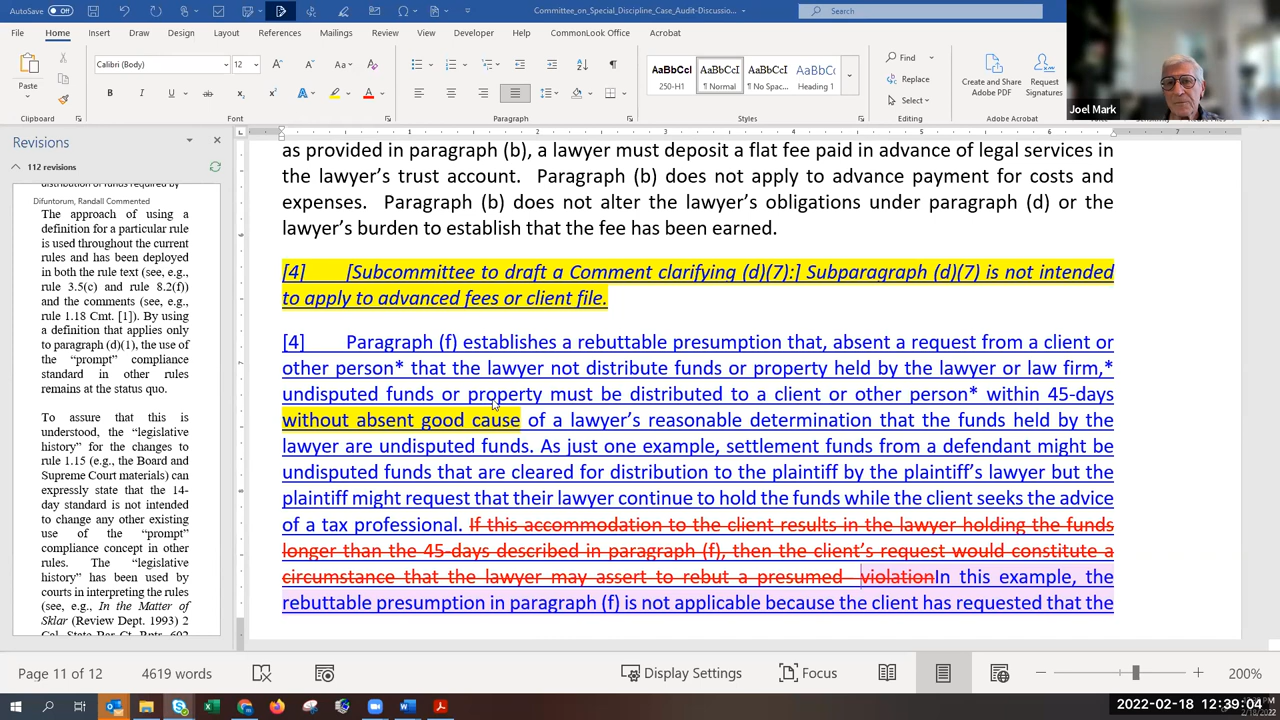 AutoSave Off
Committee_on_Special_Discipline_Case_Audit-Discussio...
Search
File Home Insert Draw Design Layout References Mailings Review View Developer Help CommonLook Office Acrobat
Paste
Clipboard
Calibri (Body) 12
B
Paragraph
AaBbCcI AaBbCcI AaBbCcI AaBbCcI
250-H1 ¶ Normal ¶ No Spac... Heading 1
Styles
Find
Replace
Select
Editing
Create and Share Adobe PDF
Request Signatures
Joel Mark
Revisions
112 revisions
distribution of funds required by
Difuntorum, Randall Commented
The approach of using a
definition for a particular rule
is used throughout the current
rules and has been deployed
in both the rule text (see, e.g.,
rule 3.5(c) and rule 8.2(f))
and the comments (see, e.g.,
rule 1.18 Cmt. [1]). By using
a definition that applies only
to paragraph (d)(1), the use of
the “prompt” compliance
standard in other rules
remains at the status quo.
To assure that this is
understood, the “legislative
history” for the changes to
rule 1.15 (e.g., the Board and
Supreme Court materials) can
expressly state that the 14-
day standard is not intended
to change any other existing
use of the “prompt”
compliance concept in other
rules. The “legislative
history” has been used by
courts in interpreting the rules
(see, e.g., In the Matter of
Sklar (Review Dept. 1993) 2
Cal. State Bar Ct. Rptr. 602
1 2 3 4 5 6 7
as provided in paragraph (b), a lawyer must deposit a flat fee paid in advance of legal services in
the lawyer’s trust account. Paragraph (b) does not apply to advance payment for costs and
expenses. Paragraph (b) does not alter the lawyer’s obligations under paragraph (d) or the
lawyer’s burden to establish that the fee has been earned.
[4] [Subcommittee to draft a Comment clarifying (d)(7):] Subparagraph (d)(7) is not intended
to apply to advanced fees or client file.
[4] Paragraph (f) establishes a rebuttable presumption that, absent a request from a client or
other person* that the lawyer not distribute funds or property held by the lawyer or law firm,*
undisputed funds or property must be distributed to a client or other person* within 45-days
without absent good cause of a lawyer’s reasonable determination that the funds held by the
lawyer are undisputed funds. As just one example, settlement funds from a defendant might be
undisputed funds that are cleared for distribution to the plaintiff by the plaintiff’s lawyer but the
plaintiff might request that their lawyer continue to hold the funds while the client seeks the advice
of a tax professional. If this accommodation to the client results in the lawyer holding the funds
longer than the 45-days described in paragraph (f), then the client’s request would constitute a
circumstance that the lawyer may assert to rebut a presumed violationIn this example, the
rebuttable presumption in paragraph (f) is not applicable because the client has requested that the
Page 11 of 12 4619 words
Display Settings Focus 200%
2022-02-18 12:39:04